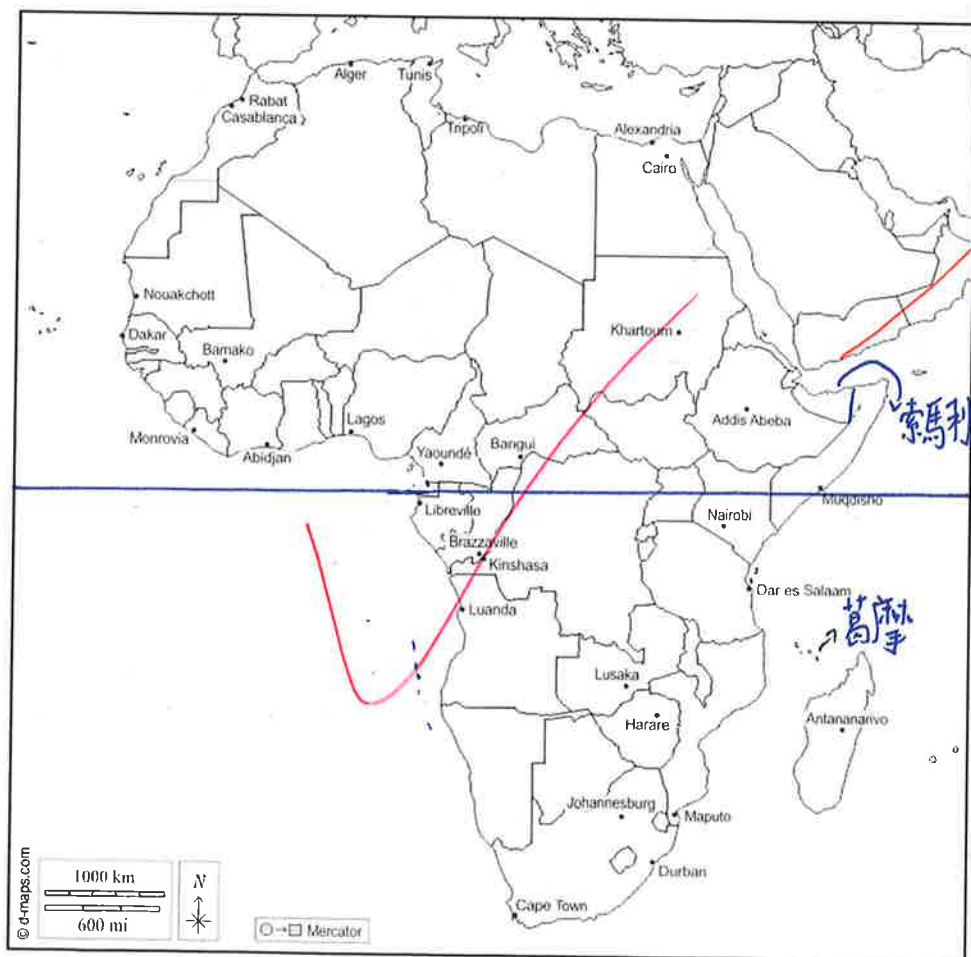 Alger
Tunis
Rabat
Casablanca
Tripoli
Alexandria
Cairo
Nouakchott
Khartoum
Dakar
Bamako
索馬利
Addis Abeba
Lagos
Monrovia
Abidjan
Yaoundé
Bangui
Muqdisho
Libreville
Nairobi
Brazzaville
Kinshasa
Dar es Salaam
Luanda
葛摩
Lusaka
Harare
Antananarivo
Johannesburg
Maputo
Durban
Cape Town
© d-maps.com
1000 km
600 mi
N
Mercator